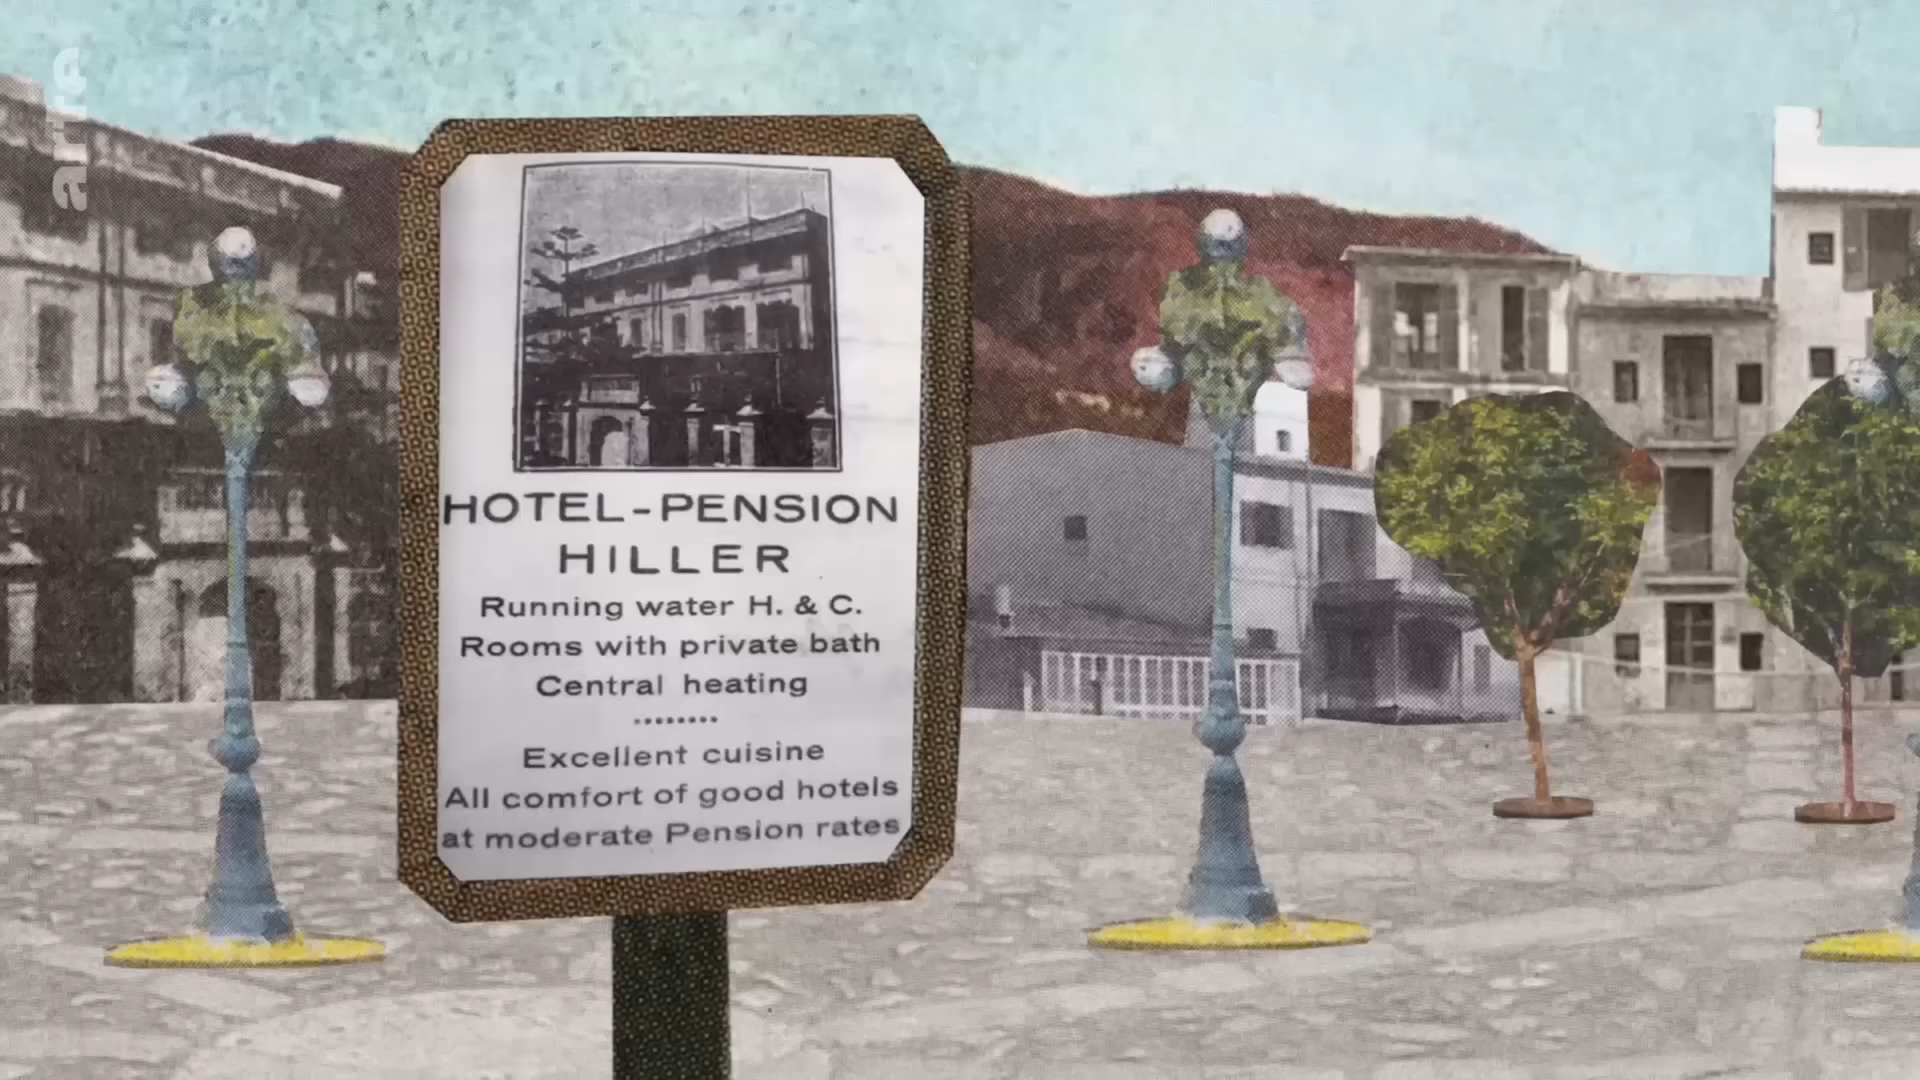 arte
HOTEL-PENSION
HILLER
Running water H. & C.
Rooms with private bath
Central heating
Excellent cuisine
All comfort of good hotels
at moderate Pension rates